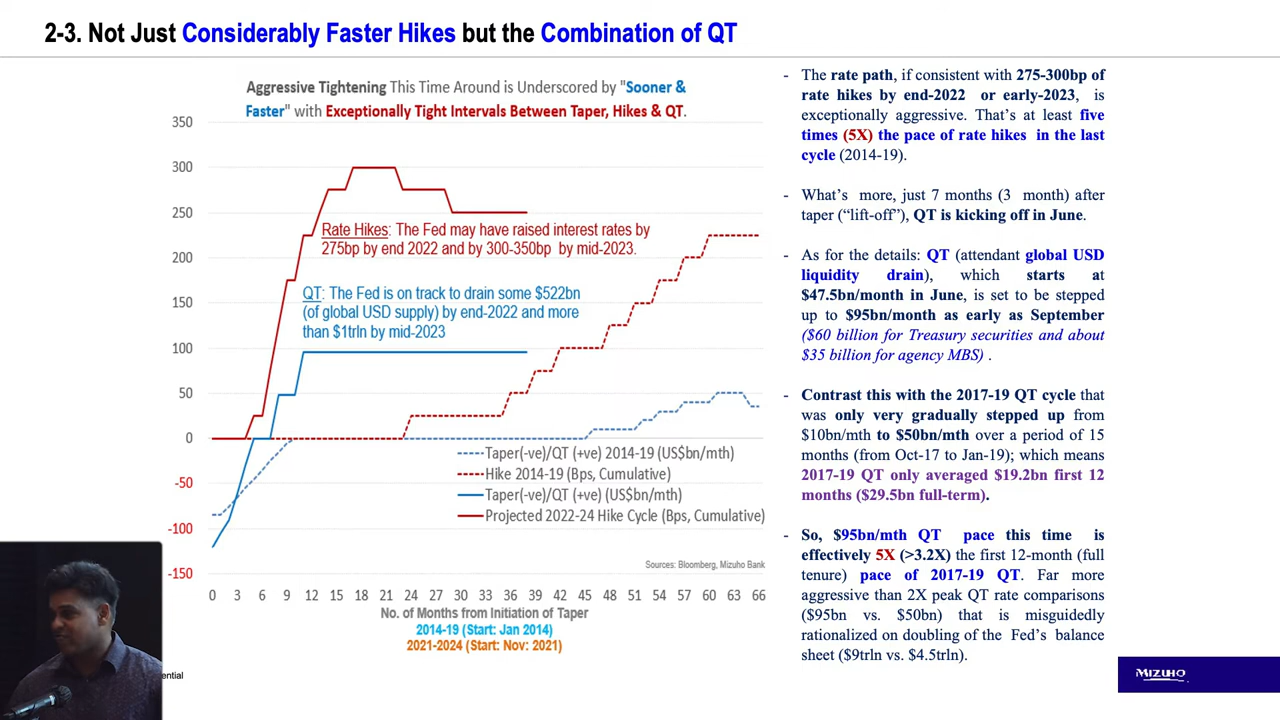 2-3. Not Just Considerably Faster Hikes but the Combination of QT
Aggressive Tightening This Time Around is Underscored by "Sooner &
Faster" with Exceptionally Tight Intervals Between Taper, Hikes & QT.
350
300
250
200
150
100
50
0
-50
-100
-150
Rate Hikes: The Fed may have raised interest rates by
275bp by end 2022 and by 300-350bp by mid-2023.
QT: The Fed is on track to drain some $522bn
(of global USD supply) by end-2022 and more
than $1trln by mid-2023
Taper(-ve)/QT (+ve) 2014-19 (US$bn/mth)
Hike 2014-19 (Bps, Cumulative)
Taper(-ve)/QT (+ve) (US$bn/mth)
Projected 2022-24 Hike Cycle (Bps, Cumulative)
Sources: Bloomberg, Mizuho Bank
0 3 6 9 12 15 18 21 24 27 30 33 36 39 42 45 48 51 54 57 60 63 66
No. of Months from Initiation of Taper
2014-19 (Start: Jan 2014)
2021-2024 (Start: Nov: 2021)
- The rate path, if consistent with 275-300bp of
rate hikes by end-2022 or early-2023, is
exceptionally aggressive. That's at least five
times (5X) the pace of rate hikes in the last
cycle (2014-19).
- What's more, just 7 months (3 month) after
taper ("lift-off"), QT is kicking off in June.
- As for the details: QT (attendant global USD
liquidity drain), which starts at
$47.5bn/month in June, is set to be stepped
up to $95bn/month as early as September
($60 billion for Treasury securities and about
$35 billion for agency MBS) .
- Contrast this with the 2017-19 QT cycle that
was only very gradually stepped up from
$10bn/mth to $50bn/mth over a period of 15
months (from Oct-17 to Jan-19); which means
2017-19 QT only averaged $19.2bn first 12
months ($29.5bn full-term).
- So, $95bn/mth QT pace this time is
effectively 5X (>3.2X) the first 12-month (full
tenure) pace of 2017-19 QT. Far more
aggressive than 2X peak QT rate comparisons
($95bn vs. $50bn) that is misguidedly
rationalized on doubling of the Fed's balance
sheet ($9trln vs. $4.5trln).
ential
MIZUHO